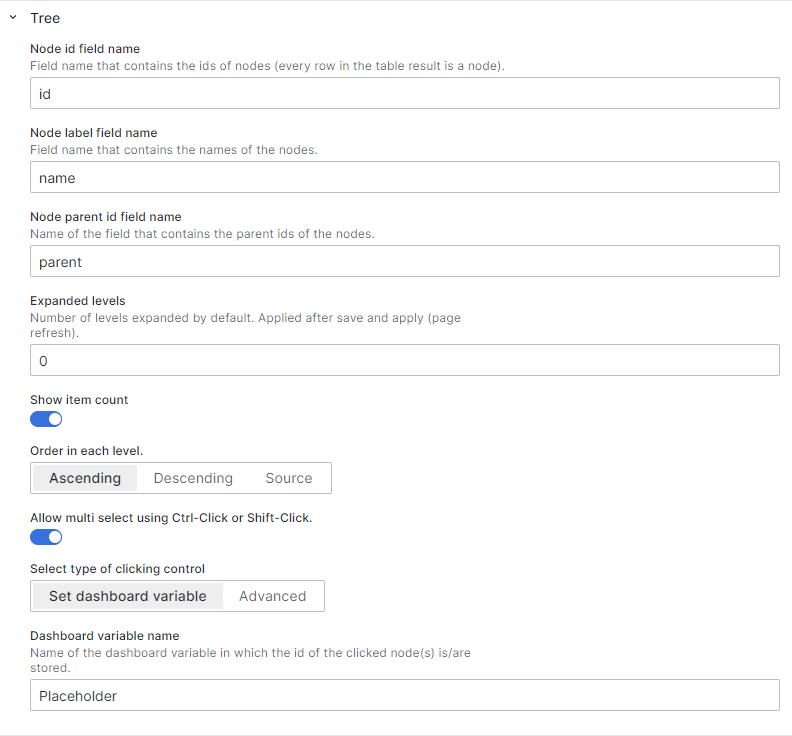 Tree
Node id field name
Field name that contains the ids of nodes (every row in the table result is a node).
id
Node label field name
Field name that contains the names of the nodes.
name
Node parent id field name
Name of the field that contains the parent ids of the nodes.
parent
Expanded levels
Number of levels expanded by default. Applied after save and apply (page
refresh).
0
Show item count
Order in each level.
Ascending Descending Source
Allow multi select using Ctrl-Click or Shift-Click.
Select type of clicking control
Set dashboard variable Advanced
Dashboard variable name
Name of the dashboard variable in which the id of the clicked node(s) is/are
stored.
Placeholder